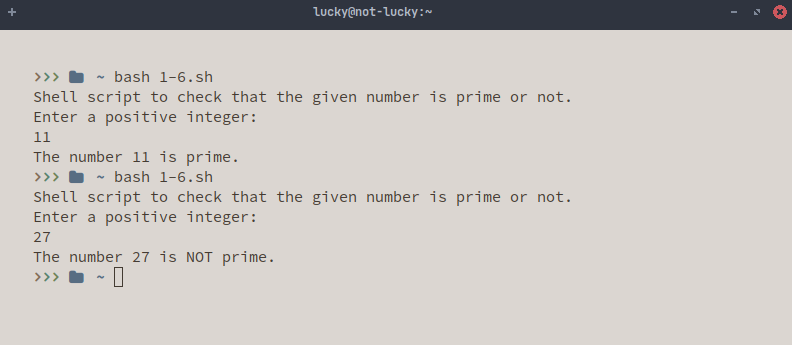 lucky@not-lucky:~
>>> ~ bash 1-6.sh
Shell script to check that the given number is prime or not.
Enter a positive integer:
11
The number 11 is prime.
>>> ~ bash 1-6.sh
Shell script to check that the given number is prime or not.
Enter a positive integer:
27
The number 27 is NOT prime.
>>> ~